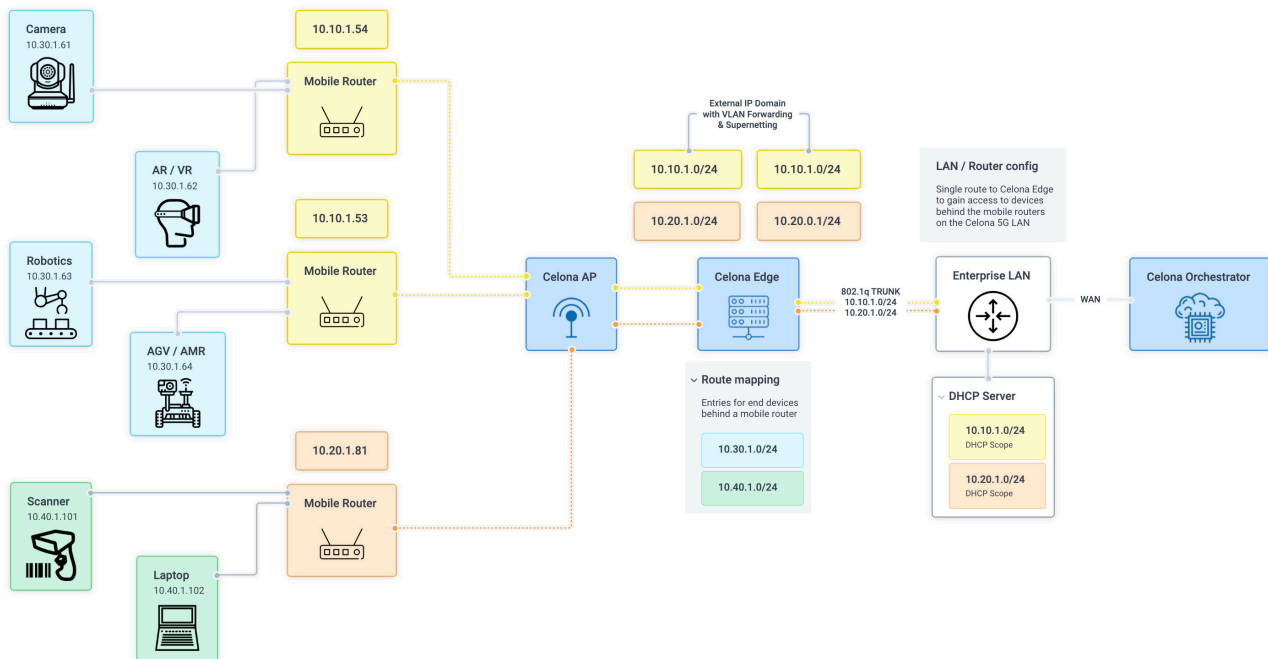 Camera
10.30.1.61
10.10.1.54
Mobile Router
AR / VR
10.30.1.62
10.10.1.53
Mobile Router
Robotics
10.30.1.63
AGV / AMR
10.30.1.64
10.20.1.81
Mobile Router
Scanner
10.40.1.101
Laptop
10.40.1.102
Celona AP
External IP Domain
with VLAN Forwarding
& Supernetting
10.10.1.0/24
10.10.1.0/24
10.20.1.0/24
10.20.0.1/24
Celona Edge
802.1q TRUNK
10.10.1.0/24
10.20.1.0/24
Route mapping
Entries for end devices
behind a mobile router
10.30.1.0/24
10.40.1.0/24
LAN / Router config
Single route to Celona Edge
to gain access to devices
behind the mobile routers
on the Celona 5G LAN
Enterprise LAN
WAN
Celona Orchestrator
DHCP Server
10.10.1.0/24
DHCP Scope
10.20.1.0/24
DHCP Scope